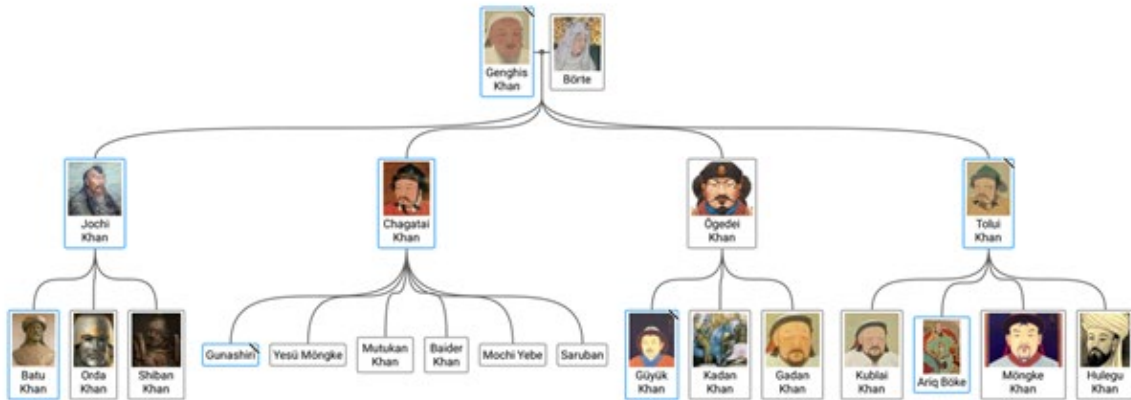 Genghis
Khan
Börte
Jochi
Khan
Chagatai
Khan
Ögedei
Khan
Tolui
Khan
Batu
Khan
Orda
Khan
Shiban
Khan
Gunashiri
Yesü Möngke
Mutukan
Khan
Baider
Khan
Mochi Yebe
Saruban
Güyük
Khan
Kadan
Khan
Gadan
Khan
Kublai
Khan
Ariq Böke
Möngke
Khan
Hulegu
Khan